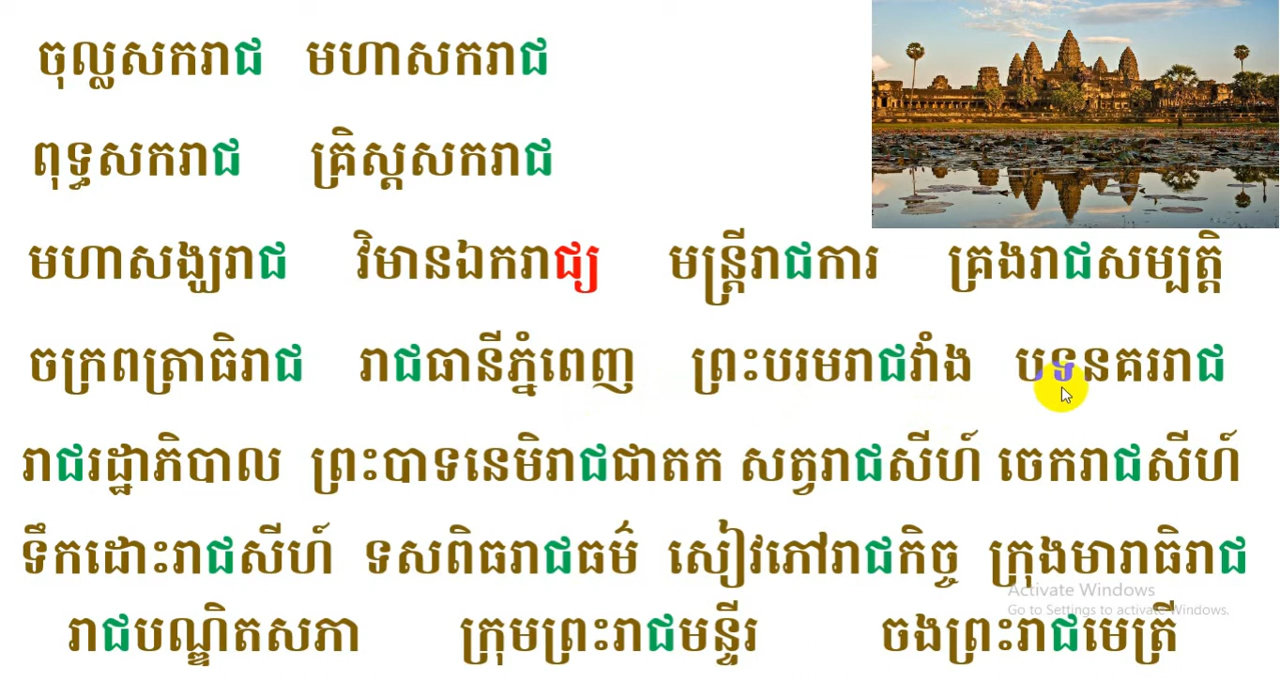 ចុល្លសករាជ មហាសករាជ
ពុទ្ធសករាជ គ្រិស្តសករាជ
មហាសង្ឃរាជ វិមានឯករាជ្យ មន្ត្រីរាជការ គ្រងរាជសម្បត្តិ
ចក្រពត្រាធិរាជ រាជធានីភ្នំពេញ ព្រះបរមរាជវាំង បទនគររាជ
រាជរដ្ឋាភិបាល ព្រះបាទនេមិរាជជាតក សត្វរាជសីហ៍ ចេករាជសីហ៍
ទឹកដោះរាជសីហ៍ ទសពិធរាជធម៌ សៀវភៅរាជកិច្ច ក្រុងមារាធិរាជ
Activate Windows
Go to Settings to activate Windows.
រាជបណ្ឌិតសភា ក្រុមព្រះរាជមន្ទីរ ចងព្រះរាជមេត្រី